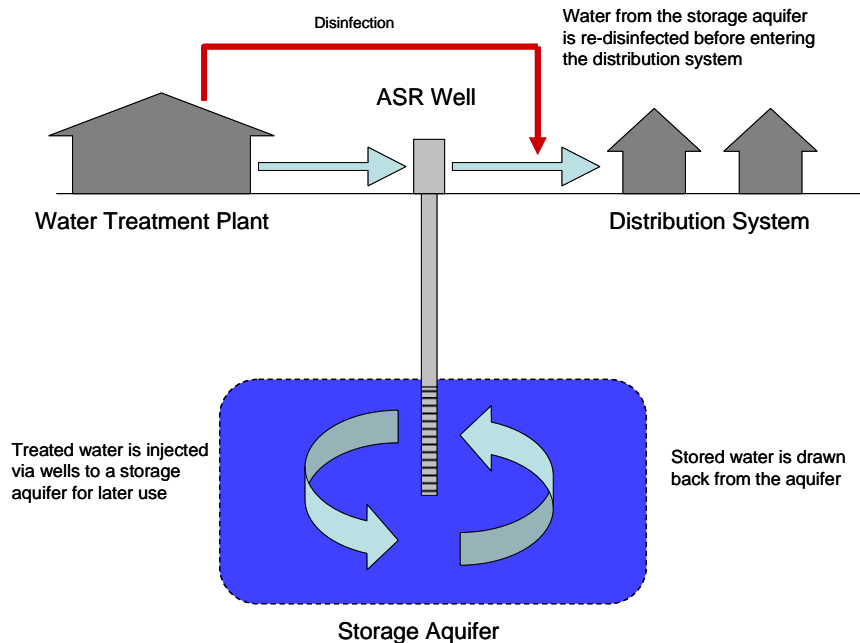 Disinfection
Water from the storage aquifer
is re-disinfected before entering
the distribution system
ASR Well
Water Treatment Plant
Distribution System
Treated water is injected
via wells to a storage
aquifer for later use
Stored water is drawn
back from the aquifer
Storage Aquifer